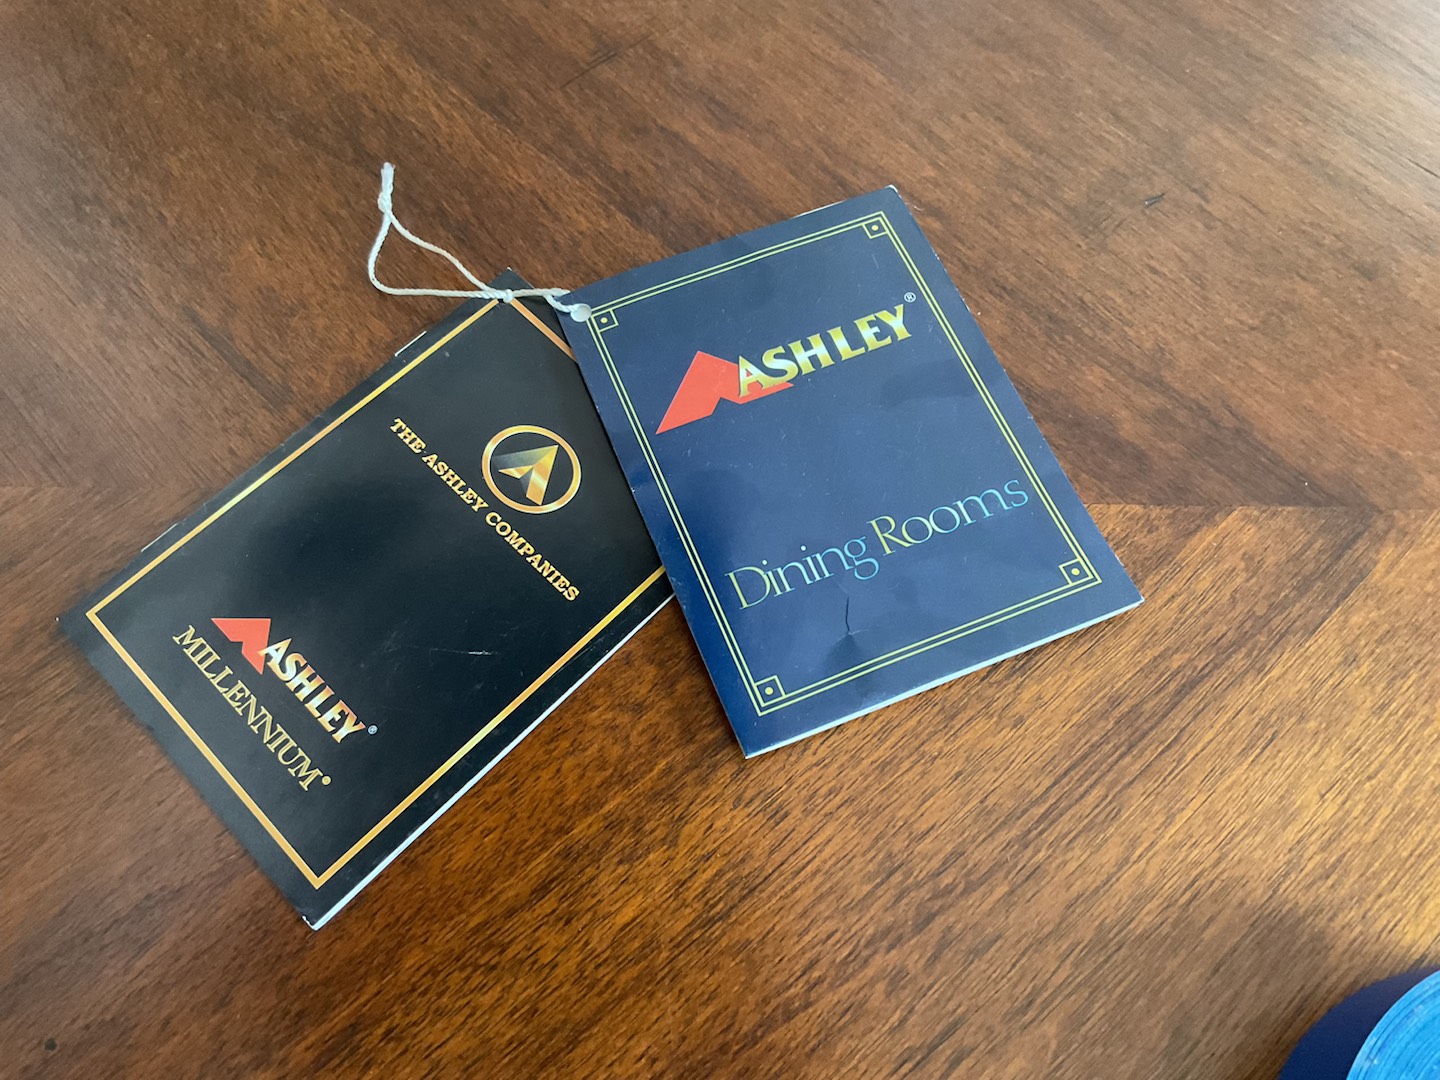 THE ASHLEY COMPANIES
ASHLEY®
MILLENNIUM®
ASHLEY®
Dining Rooms